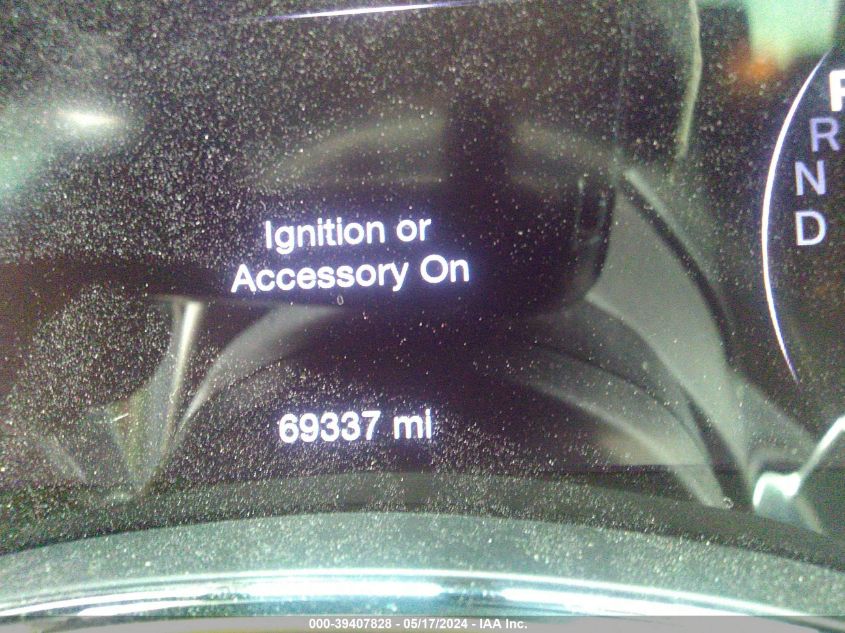 P
R
N
D
Ignition or
Accessory On
69337 mi
000-39407828 - 05/17/2024 - IAA Inc.